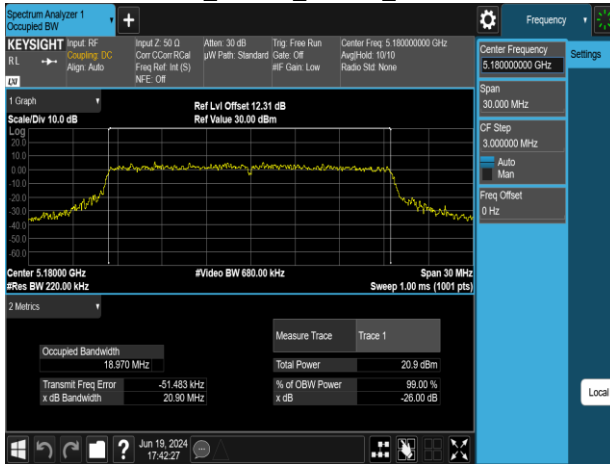 Spectrum Analyzer 1
Occupied BW
Frequency
KEYSIGHT
R L
LXI
Input: RF
Coupling: DC
Align: Auto
Input Z: 50 Ω
Corr CCorr RCal
Freq Ref: Int (S)
NFE: Off
Atten: 30 dB
µW Path: Standard
Trig: Free Run
Gate: Off
#IF Gain: Low
Center Freq: 5.180000000 GHz
Avg|Hold: 10/10
Radio Std: None
Center Frequency
5.180000000 GHz
Settings
Span
30.000 MHz
CF Step
3.000000 MHz
Auto
Man
Freq Offset
0 Hz
Local
1 Graph
Scale/Div 10.0 dB
Ref Lvl Offset 12.31 dB
Ref Value 30.00 dBm
Log
20.0
10.0
0.00
-10.0
-20.0
-30.0
-40.0
-50.0
-60.0
Center 5.18000 GHz
#Res BW 220.00 kHz
#Video BW 680.00 kHz
Span 30 MHz
Sweep 1.00 ms (1001 pts)
2 Metrics
Measure Trace Trace 1
Occupied Bandwidth
18.970 MHz
Total Power 20.9 dBm
Transmit Freq Error -51.483 kHz
% of OBW Power 99.00 %
x dB Bandwidth 20.90 MHz
x dB -26.00 dB
?
Jun 19, 2024
17:42:27